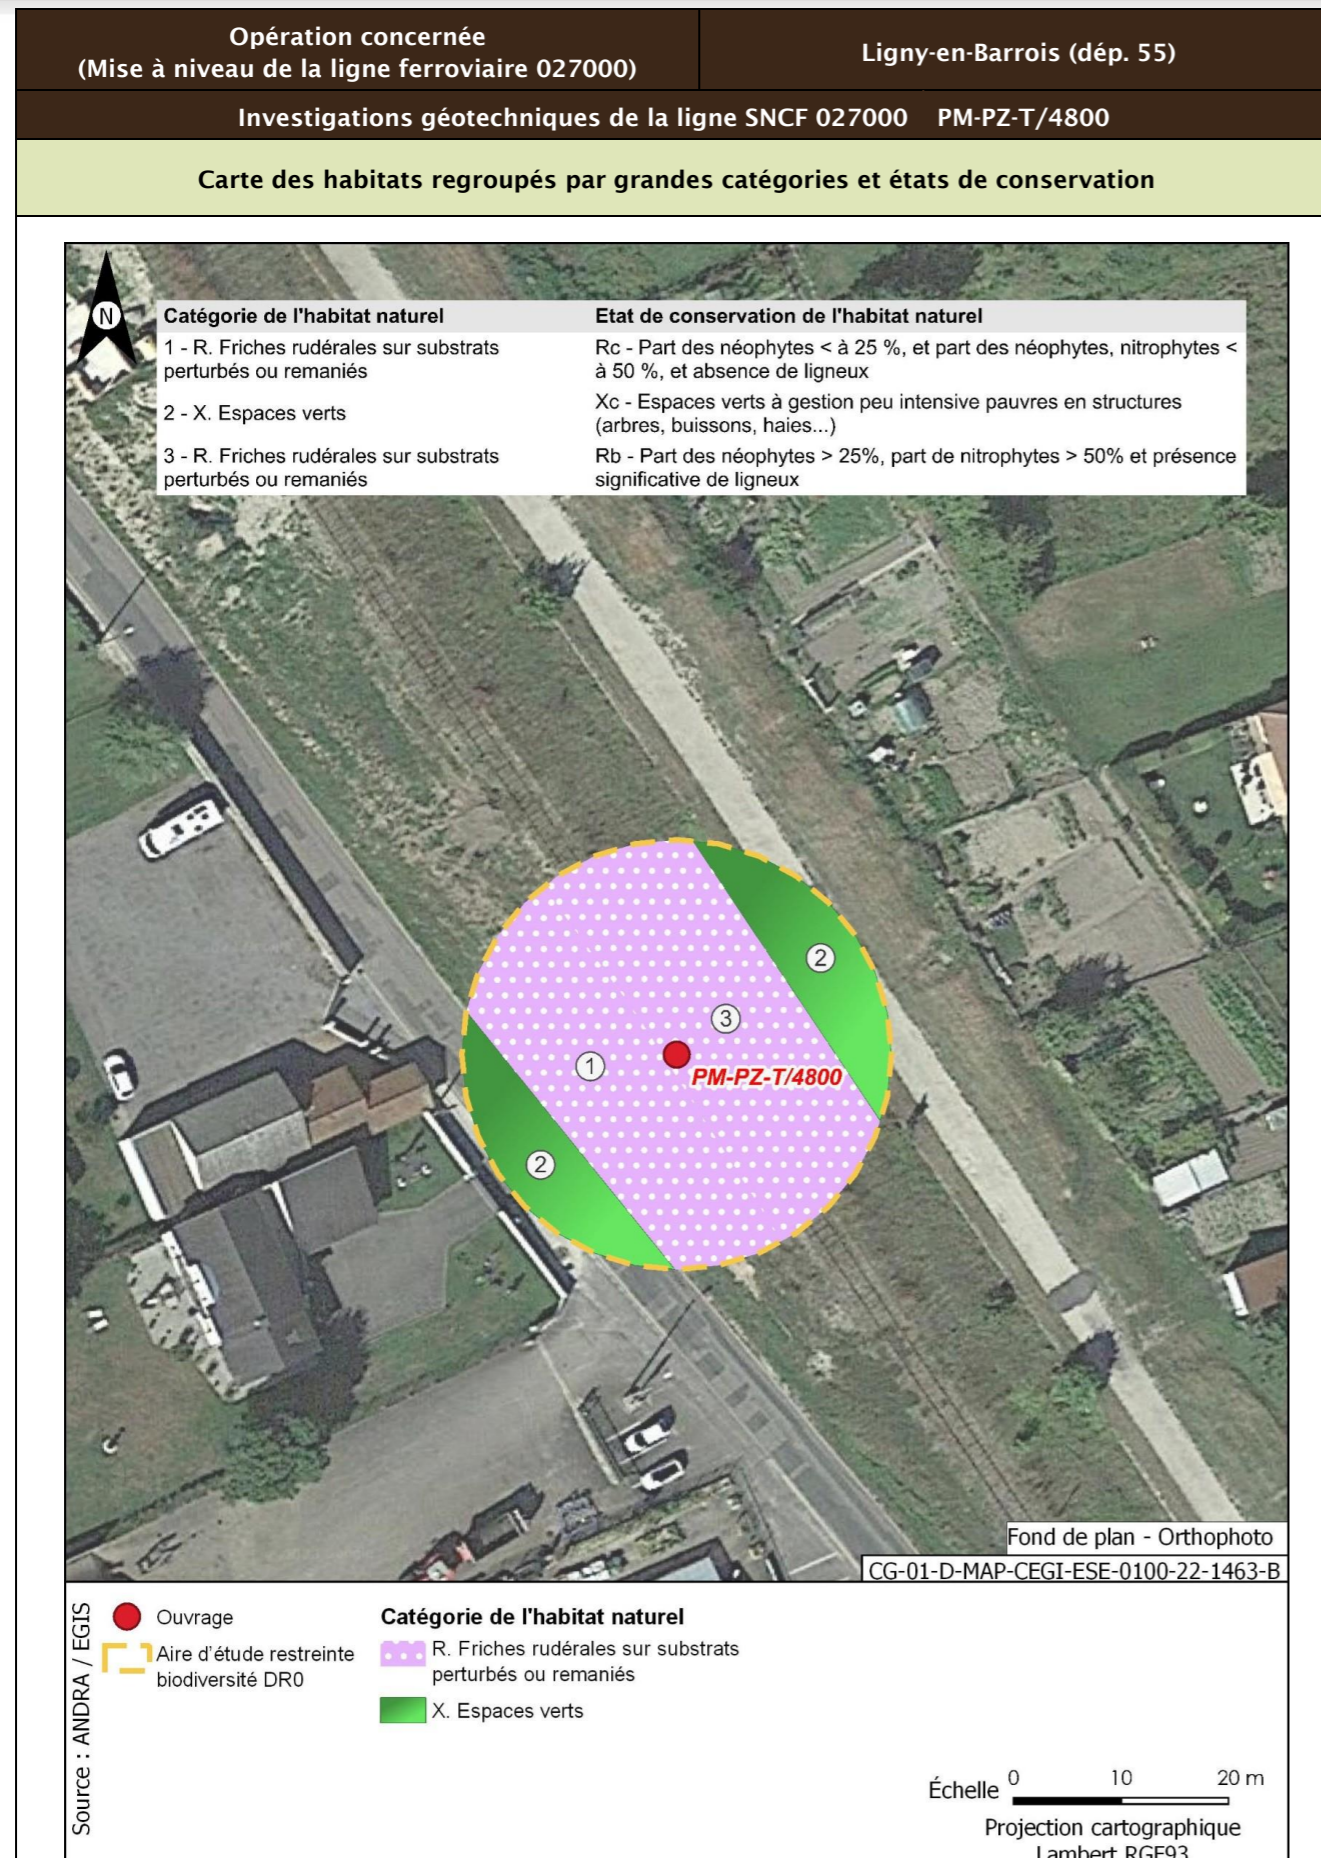 Opération concernée
(Mise à niveau de la ligne ferroviaire 027000)
Ligny-en-Barrois (dép. 55)
Investigations géotechniques de la ligne SNCF 027000 PM-PZ-T/4800
Carte des habitats regroupés par grandes catégories et états de conservation
N
Catégorie de l'habitat naturel
Etat de conservation de l'habitat naturel
1 - R. Friches rudérales sur substrats
perturbés ou remaniés
Rc - Part des néophytes < à 25 %, et part des néophytes, nitrophytes <
à 50 %, et absence de ligneux
2 - X. Espaces verts
Xc - Espaces verts à gestion peu intensive pauvres en structures
(arbres, buissons, haies...)
3 - R. Friches rudérales sur substrats
perturbés ou remaniés
Rb - Part des néophytes > 25%, part de nitrophytes > 50% et présence
significative de ligneux
2
3
1
PM-PZ-T/4800
2
Fond de plan - Orthophoto
CG-01-D-MAP-CEGI-ESE-0100-22-1463-B
Source : ANDRA / EGIS
Ouvrage
Aire d'étude restreinte
biodiversité DR0
Catégorie de l'habitat naturel
R. Friches rudérales sur substrats
perturbés ou remaniés
X. Espaces verts
Échelle 0 10 20 m
Projection cartographique
Lambert RGF93